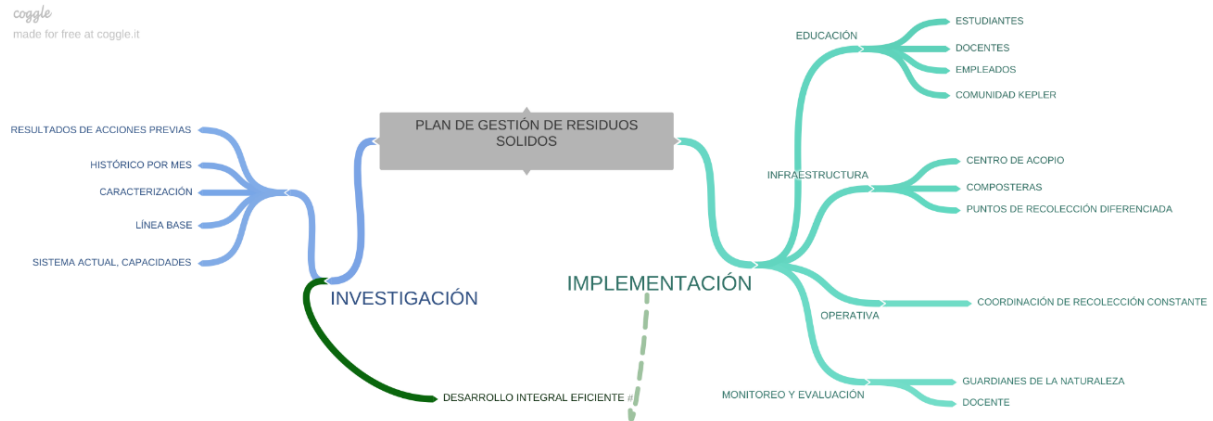 coggle
made for free at coggle.it
PLAN DE GESTIÓN DE RESIDUOS
SOLIDOS
RESULTADOS DE ACCIONES PREVIAS
HISTÓRICO POR MES
CARACTERIZACIÓN
LÍNEA BASE
SISTEMA ACTUAL, CAPACIDADES
INVESTIGACIÓN
DESARROLLO INTEGRAL EFICIENTE
IMPLEMENTACIÓN
EDUCACIÓN
ESTUDIANTES
DOCENTES
EMPLEADOS
COMUNIDAD KEPLER
INFRAESTRUCTURA
CENTRO DE ACOPIO
COMPOSTERAS
PUNTOS DE RECOLECCIÓN DIFERENCIADA
OPERATIVA
COORDINACIÓN DE RECOLECCIÓN CONSTANTE
MONITOREO Y EVALUACIÓN
GUARDIANES DE LA NATURALEZA
DOCENTE